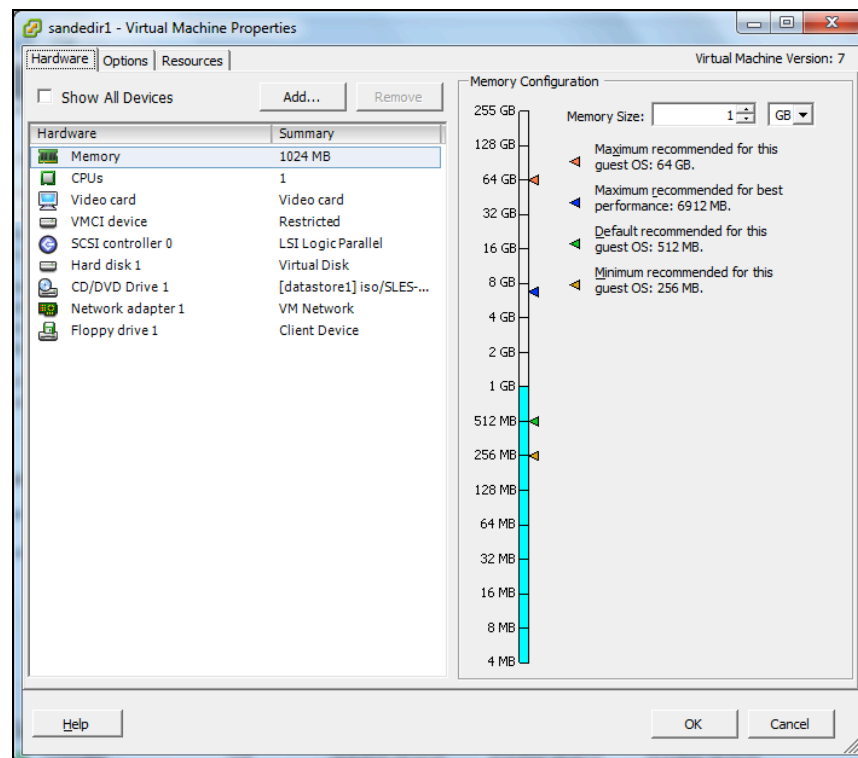 sandedir1 - Virtual Machine Properties
Hardware Options Resources
Virtual Machine Version: 7
Show All Devices
Add...
Remove
Hardware Summary
Memory 1024 MB
CPUs 1
Video card Video card
VMCI device Restricted
SCSI controller 0 LSI Logic Parallel
Hard disk 1 Virtual Disk
CD/DVD Drive 1 [datastore1] iso/SLES-...
Network adapter 1 VM Network
Floppy drive 1 Client Device
Memory Configuration
255 GB
128 GB
64 GB
32 GB
16 GB
8 GB
4 GB
2 GB
1 GB
512 MB
256 MB
128 MB
64 MB
32 MB
16 MB
8 MB
4 MB
Memory Size: 1 GB
Maximum recommended for this
guest OS: 64 GB.
Maximum recommended for best
performance: 6912 MB.
Default recommended for this
guest OS: 512 MB.
Minimum recommended for this
guest OS: 256 MB.
Help
OK
Cancel